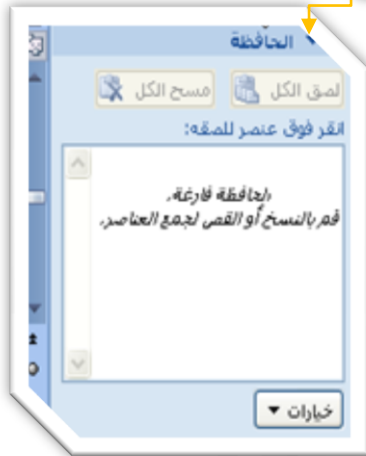 الحافظة
لصق الكل مسح الكل
انقر فوق عنصر للصقه:
الحافظة فارغة.
قم بالنسخ أو القص لجمع العناصر.
خيارات